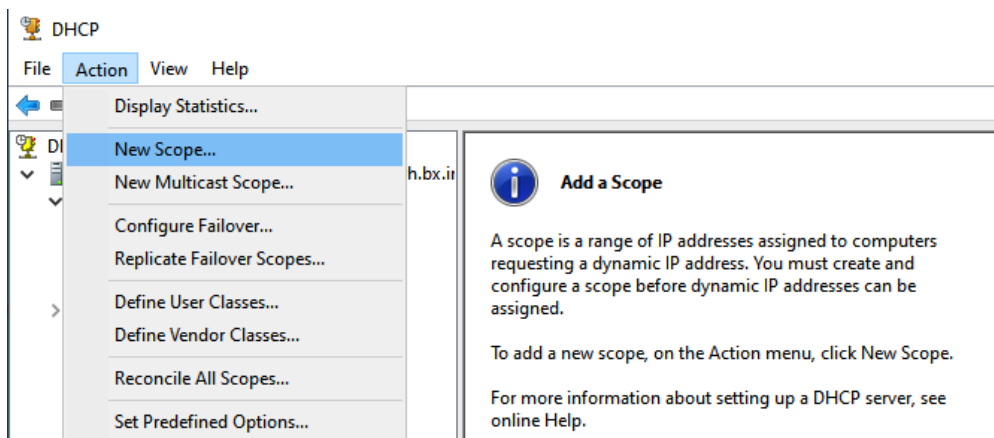 DHCP
File Action View Help
Display Statistics...
New Scope...
New Multicast Scope...
Configure Failover...
Replicate Failover Scopes...
Define User Classes...
Define Vendor Classes...
Reconcile All Scopes...
Set Predefined Options...
Add a Scope
A scope is a range of IP addresses assigned to computers
requesting a dynamic IP address. You must create and
configure a scope before dynamic IP addresses can be
assigned.
To add a new scope, on the Action menu, click New Scope.
For more information about setting up a DHCP server, see
online Help.